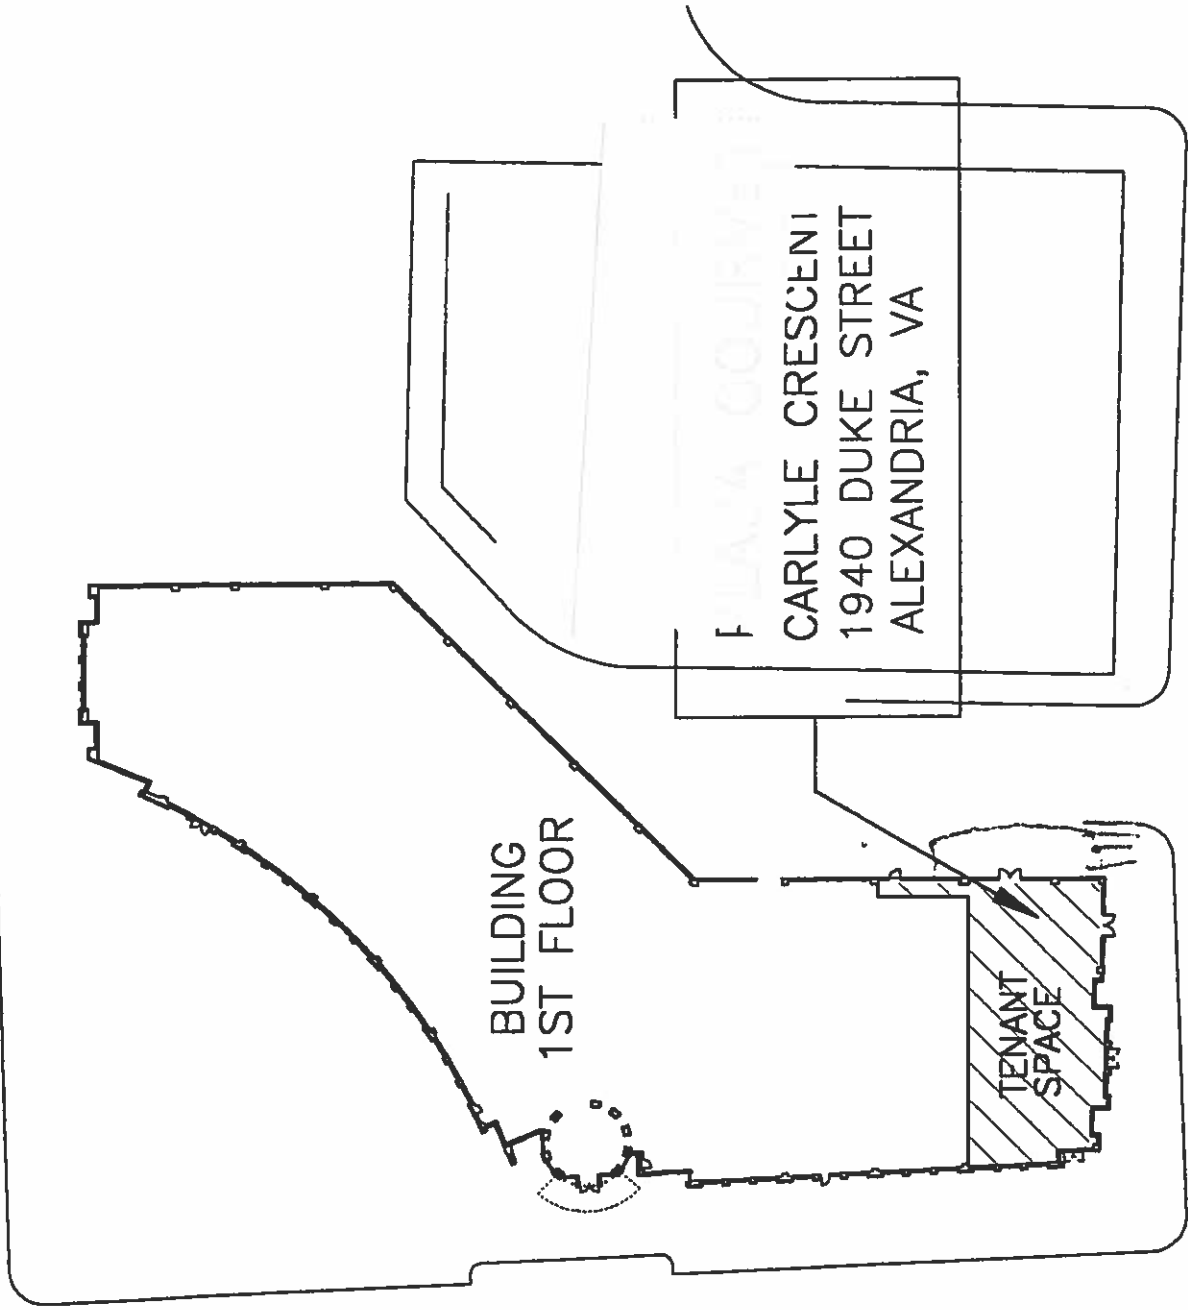 CARLYLE CRESCENT
1940 DUKE STREET
ALEXANDRIA, VA
BUILDING
1ST FLOOR
TENANT
SPACE